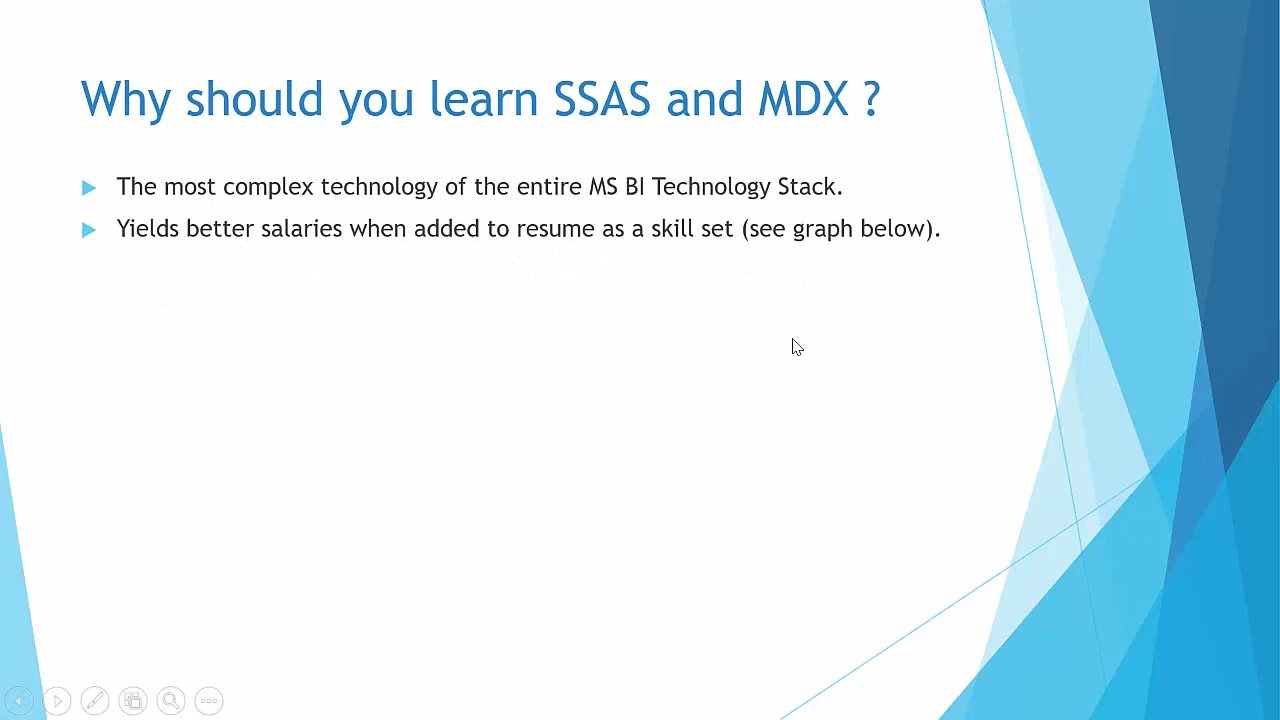 Why should you learn SSAS and MDX ?
The most complex technology of the entire MS BI Technology Stack.
Yields better salaries when added to resume as a skill set (see graph below).